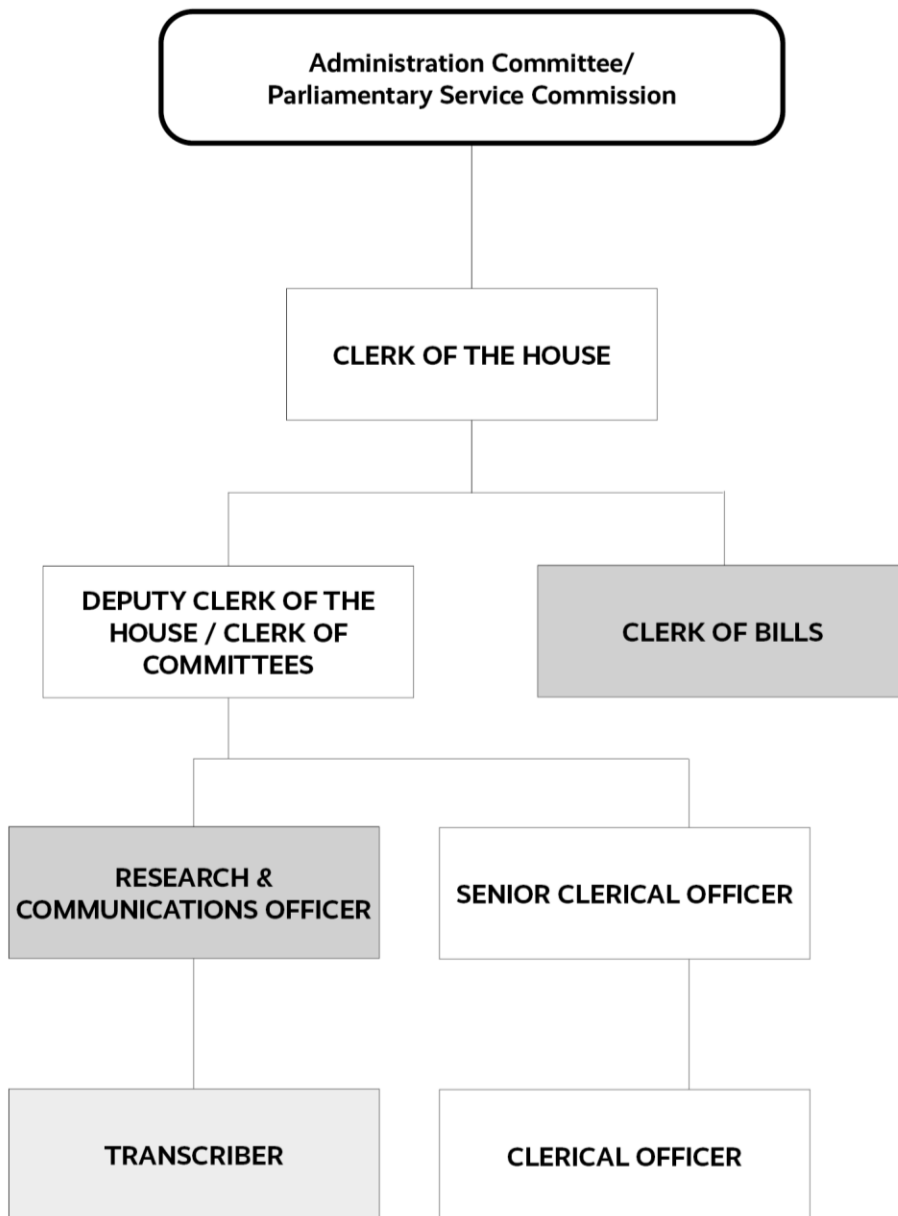 Administration Committee/
Parliamentary Service Commission
CLERK OF THE HOUSE
DEPUTY CLERK OF THE
HOUSE / CLERK OF
COMMITTEES
CLERK OF BILLS
RESEARCH &
COMMUNICATIONS OFFICER
SENIOR CLERICAL OFFICER
TRANSCRIBER
CLERICAL OFFICER